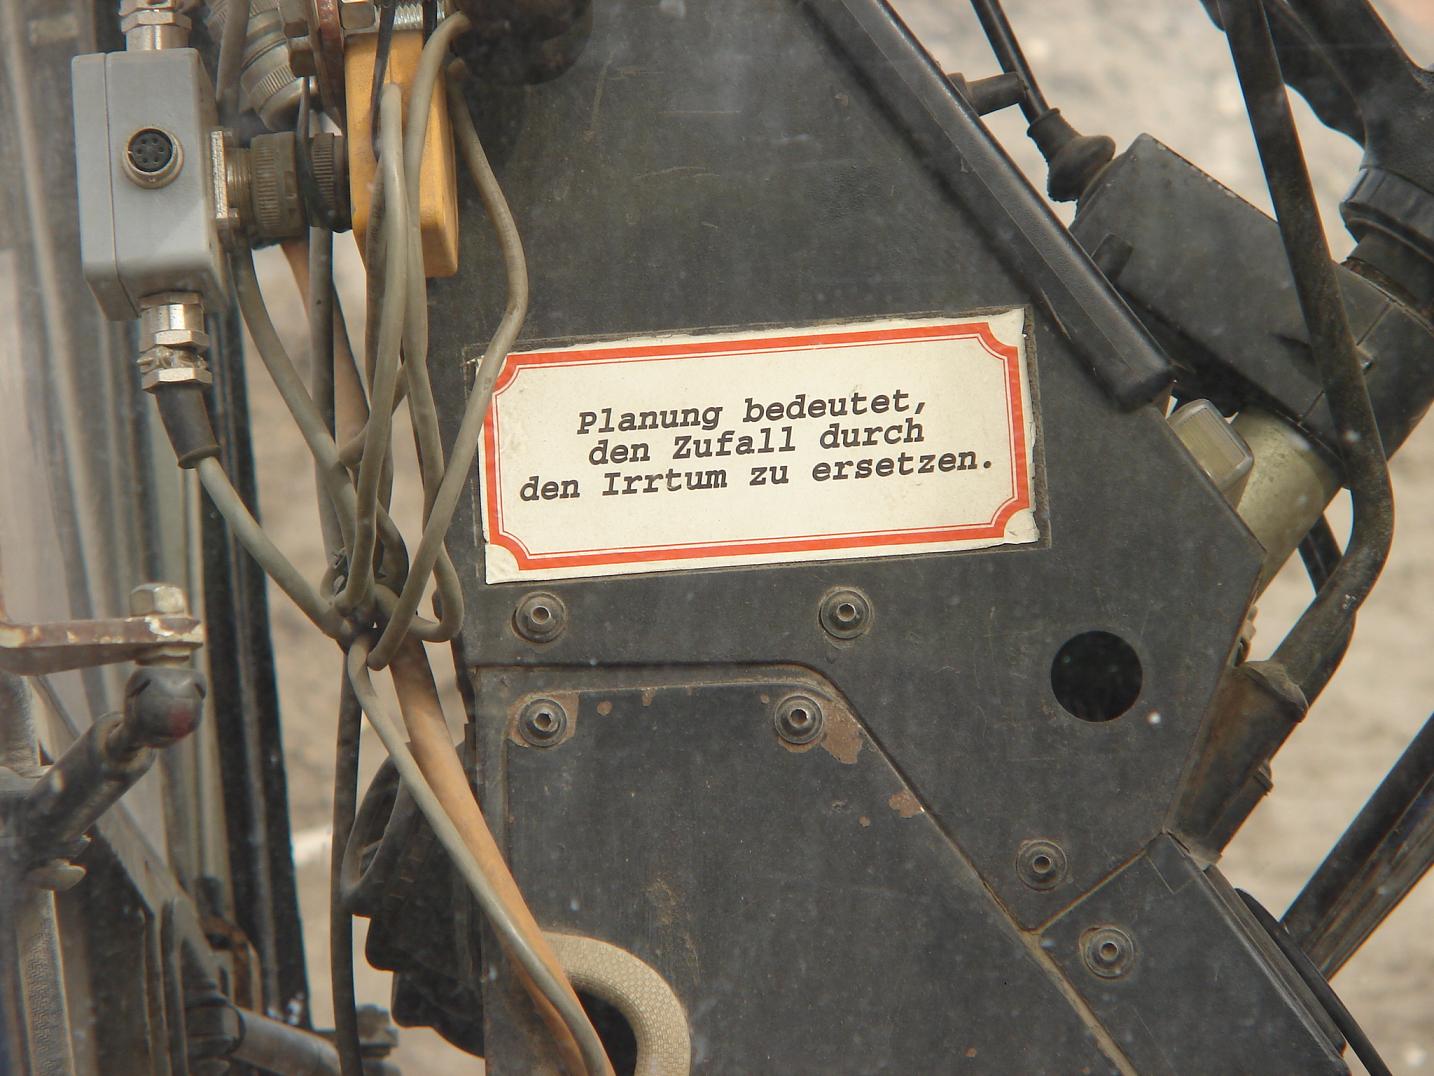 Planung bedeutet,
den Zufall durch
den Irrtum zu ersetzen.